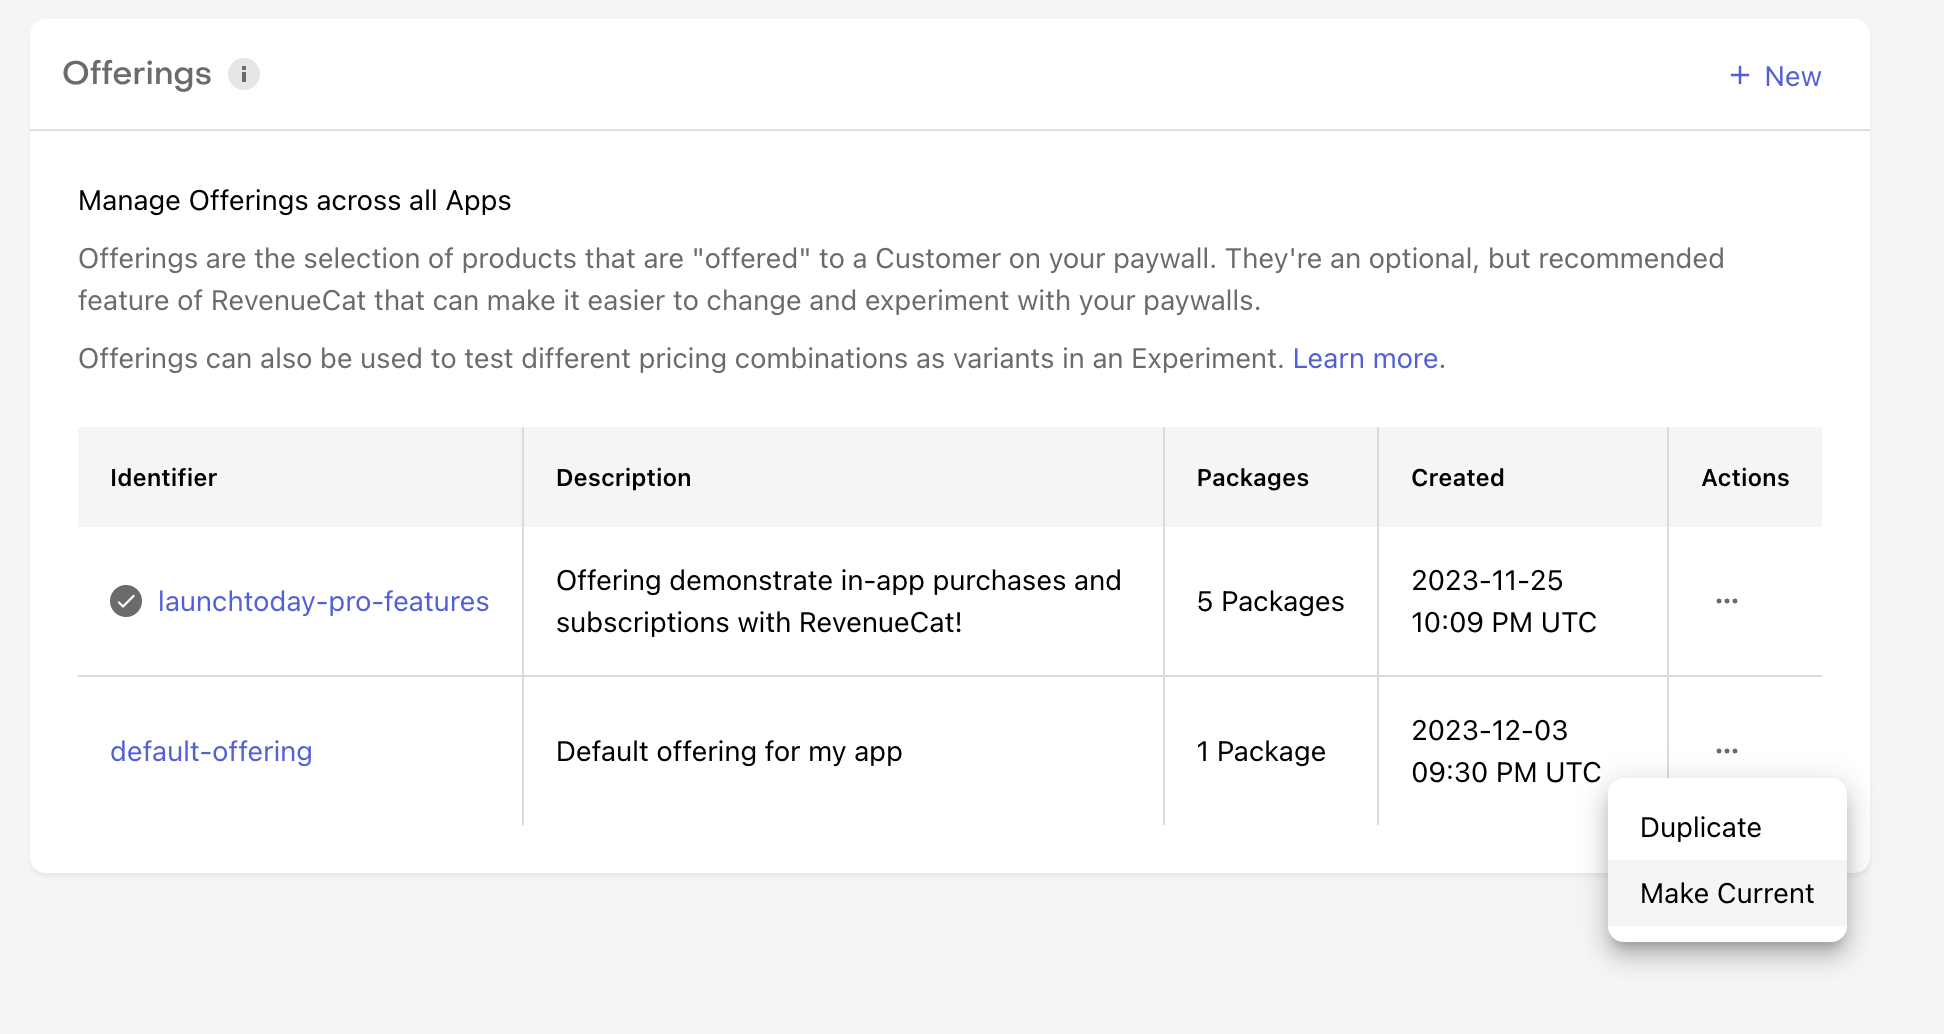 Offerings i
+ New
Manage Offerings across all Apps
Offerings are the selection of products that are "offered" to a Customer on your paywall. They're an optional, but recommended
feature of RevenueCat that can make it easier to change and experiment with your paywalls.
Offerings can also be used to test different pricing combinations as variants in an Experiment. Learn more.
Identifier
Description
Packages
Created
Actions
launchtoday-pro-features
Offering demonstrate in-app purchases and
subscriptions with RevenueCat!
5 Packages
2023-11-25
10:09 PM UTC
default-offering
Default offering for my app
1 Package
2023-12-03
09:30 PM UTC
Duplicate
Make Current